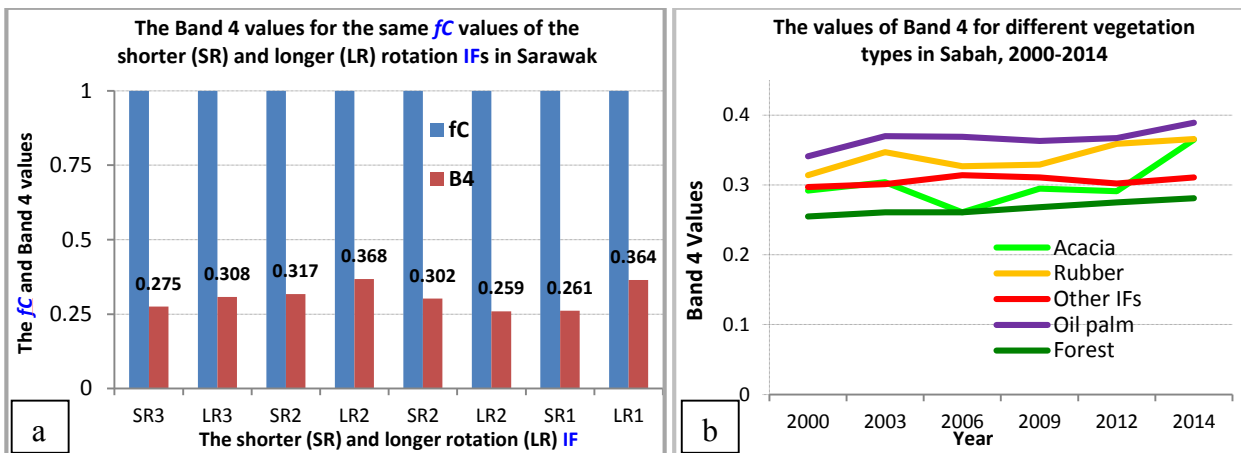 The Band 4 values for the same fC values of the
shorter (SR) and longer (LR) rotation IFs in Sarawak
The fC and Band 4 values
1
0.75
0.5
0.25
0
fC
B4
0.275
0.308
0.317
0.368
0.302
0.259
0.261
0.364
SR3 LR3 SR2 LR2 SR2 LR2 SR1 LR1
The shorter (SR) and longer rotation (LR) IF
a
The values of Band 4 for different vegetation
types in Sabah, 2000-2014
Band 4 Values
0.4
0.3
0.2
0.1
0
Acacia
Rubber
Other IFs
Oil palm
Forest
2000 2003 2006 2009 2012 2014
Year
b